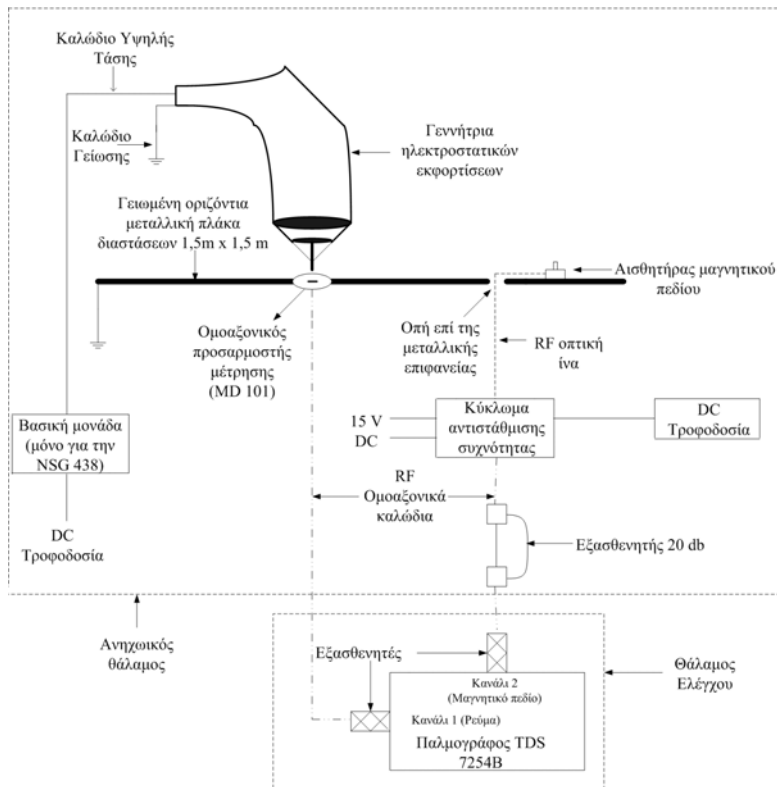 Καλώδιο Υψηλής
Τάσης
Καλώδιο
Γείωσης
Γεννήτρια
ηλεκτροστατικών
εκφορτίσεων
Γειωμένη οριζόντια
μεταλλική πλάκα
διαστάσεων 1,5m x 1,5 m
Αισθητήρας μαγνητικού
πεδίου
Ομοαξονικός
προσαρμοστής
μέτρησης
(MD 101)
Οπή επί της
μεταλλικής
επιφανείας
RF οπτική
ίνα
Βασική μονάδα
(μόνο για την
NSG 438)
15 V
DC
Κύκλωμα
αντιστάθμισης
συχνότητας
DC
Τροφοδοσία
RF
Ομοαξονικά
καλώδια
DC
Τροφοδοσία
Εξασθενητής 20 db
Ανηχωικός
θάλαμος
Εξασθενητές
Θάλαμος
Ελέγχου
Κανάλι 2
(Μαγνητικό πεδίο)
Κανάλι 1 (Ρεύμα)
Παλμογράφος TDS
7254B